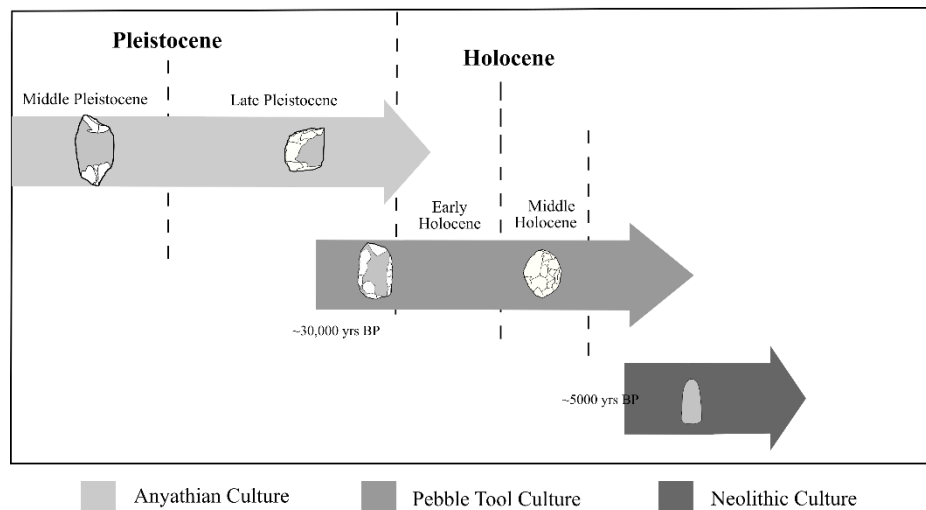 Pleistocene
Holocene
Middle Pleistocene
Late Pleistocene
Early
Holocene
Middle
Holocene
~30,000 yrs BP
~5000 yrs BP
Anyathian Culture
Pebble Tool Culture
Neolithic Culture